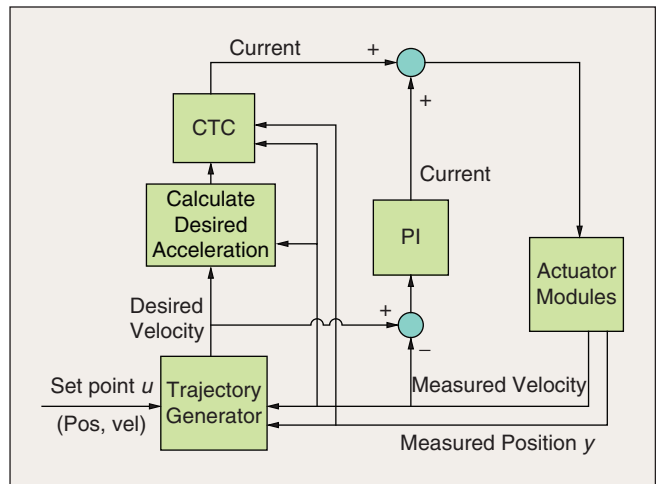 Current
+
CTC
+
Current
Calculate
Desired
Acceleration
PI
Actuator
Modules
Desired
Velocity
+
−
Set point u
(Pos, vel)
Trajectory
Generator
Measured Velocity
Measured Position y